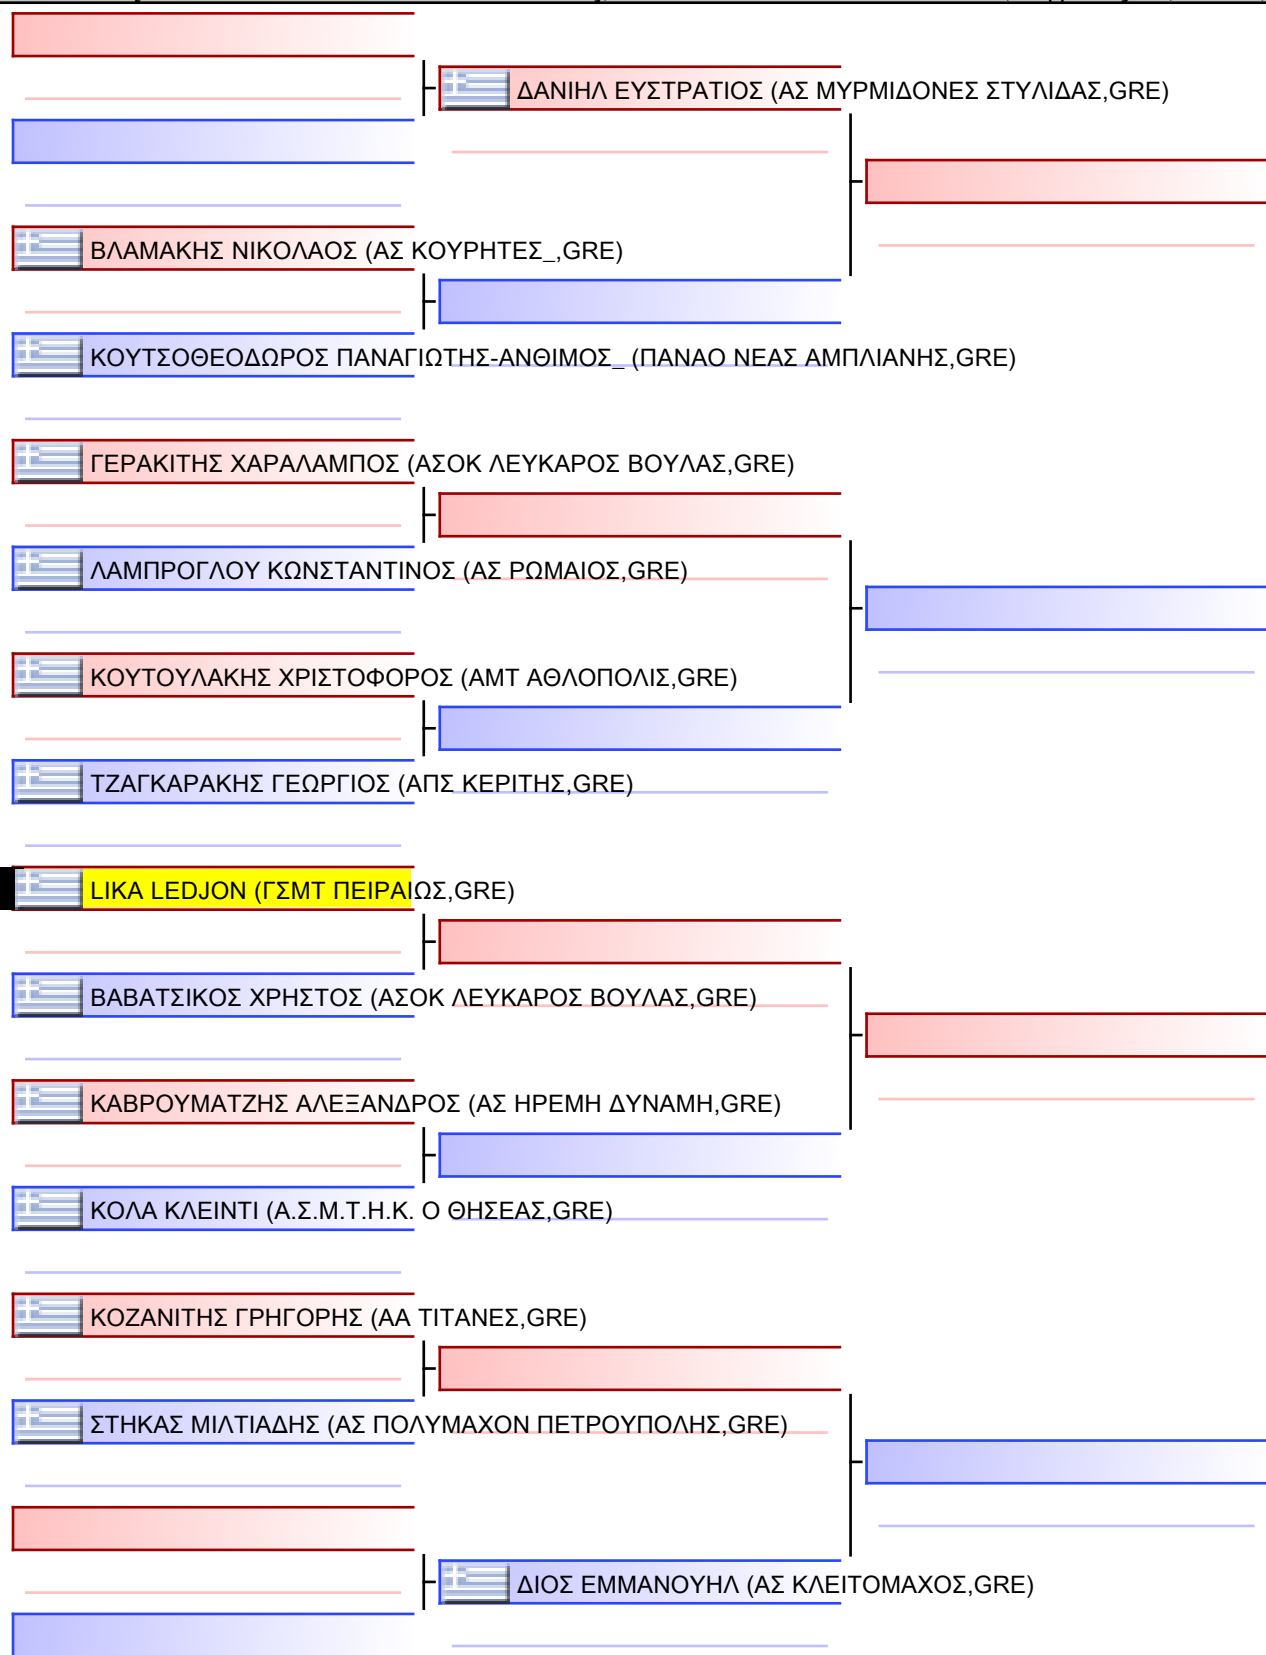 ΔΑΝΙΗΛ ΕΥΣΤΡΑΤΙΟΣ (ΑΣ ΜΥΡΜΙΔΟΝΕΣ ΣΤΥΛΙΔΑΣ,GRE)
ΒΛΑΜΑΚΗΣ ΝΙΚΟΛΑΟΣ (ΑΣ ΚΟΥΡΗΤΕΣ_,GRE)
ΚΟΥΤΣΟΘΕΟΔΩΡΟΣ ΠΑΝΑΓΙΩΤΗΣ-ΑΝΘΙΜΟΣ_ (ΠΑΝΑΟ ΝΕΑΣ ΑΜΠΛΙΑΝΗΣ,GRE)
ΓΕΡΑΚΙΤΗΣ ΧΑΡΑΛΑΜΠΟΣ (ΑΣΟΚ ΛΕΥΚΑΡΟΣ ΒΟΥΛΑΣ,GRE)
ΛΑΜΠΡΟΓΛΟΥ ΚΩΝΣΤΑΝΤΙΝΟΣ (ΑΣ ΡΩΜΑΙΟΣ,GRE)
ΚΟΥΤΟΥΛΑΚΗΣ ΧΡΙΣΤΟΦΟΡΟΣ (ΑΜΤ ΑΘΛΟΠΟΛΙΣ,GRE)
ΤΖΑΓΚΑΡΑΚΗΣ ΓΕΩΡΓΙΟΣ (ΑΠΣ ΚΕΡΙΤΗΣ,GRE)
LIKA LEDJON (ΓΣΜΤ ΠΕΙΡΑΙΩΣ,GRE)
ΒΑΒΑΤΣΙΚΟΣ ΧΡΗΣΤΟΣ (ΑΣΟΚ ΛΕΥΚΑΡΟΣ ΒΟΥΛΑΣ,GRE)
ΚΑΒΡΟΥΜΑΤΖΗΣ ΑΛΕΞΑΝΔΡΟΣ (ΑΣ ΗΡΕΜΗ ΔΥΝΑΜΗ,GRE)
ΚΟΛΑ ΚΛΕΙΝΤΙ (Α.Σ.Μ.Τ.Η.Κ. Ο ΘΗΣΕΑΣ,GRE)
ΚΟΖΑΝΙΤΗΣ ΓΡΗΓΟΡΗΣ (ΑΑ ΤΙΤΑΝΕΣ,GRE)
ΣΤΗΚΑΣ ΜΙΛΤΙΑΔΗΣ (ΑΣ ΠΟΛΥΜΑΧΟΝ ΠΕΤΡΟΥΠΟΛΗΣ,GRE)
ΔΙΟΣ ΕΜΜΑΝΟΥΗΛ (ΑΣ ΚΛΕΙΤΟΜΑΧΟΣ,GRE)